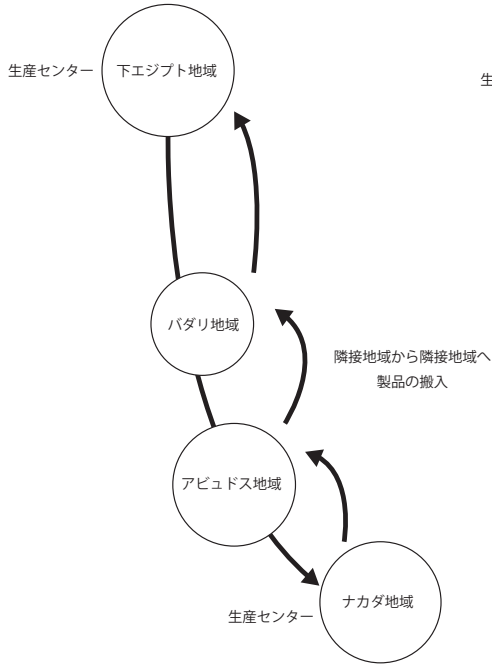 生産センター
下エジプト地域
生
バダリ地域
隣接地域から隣接地域へ
製品の搬入
アビュドス地域
ナカダ地域
生産センター